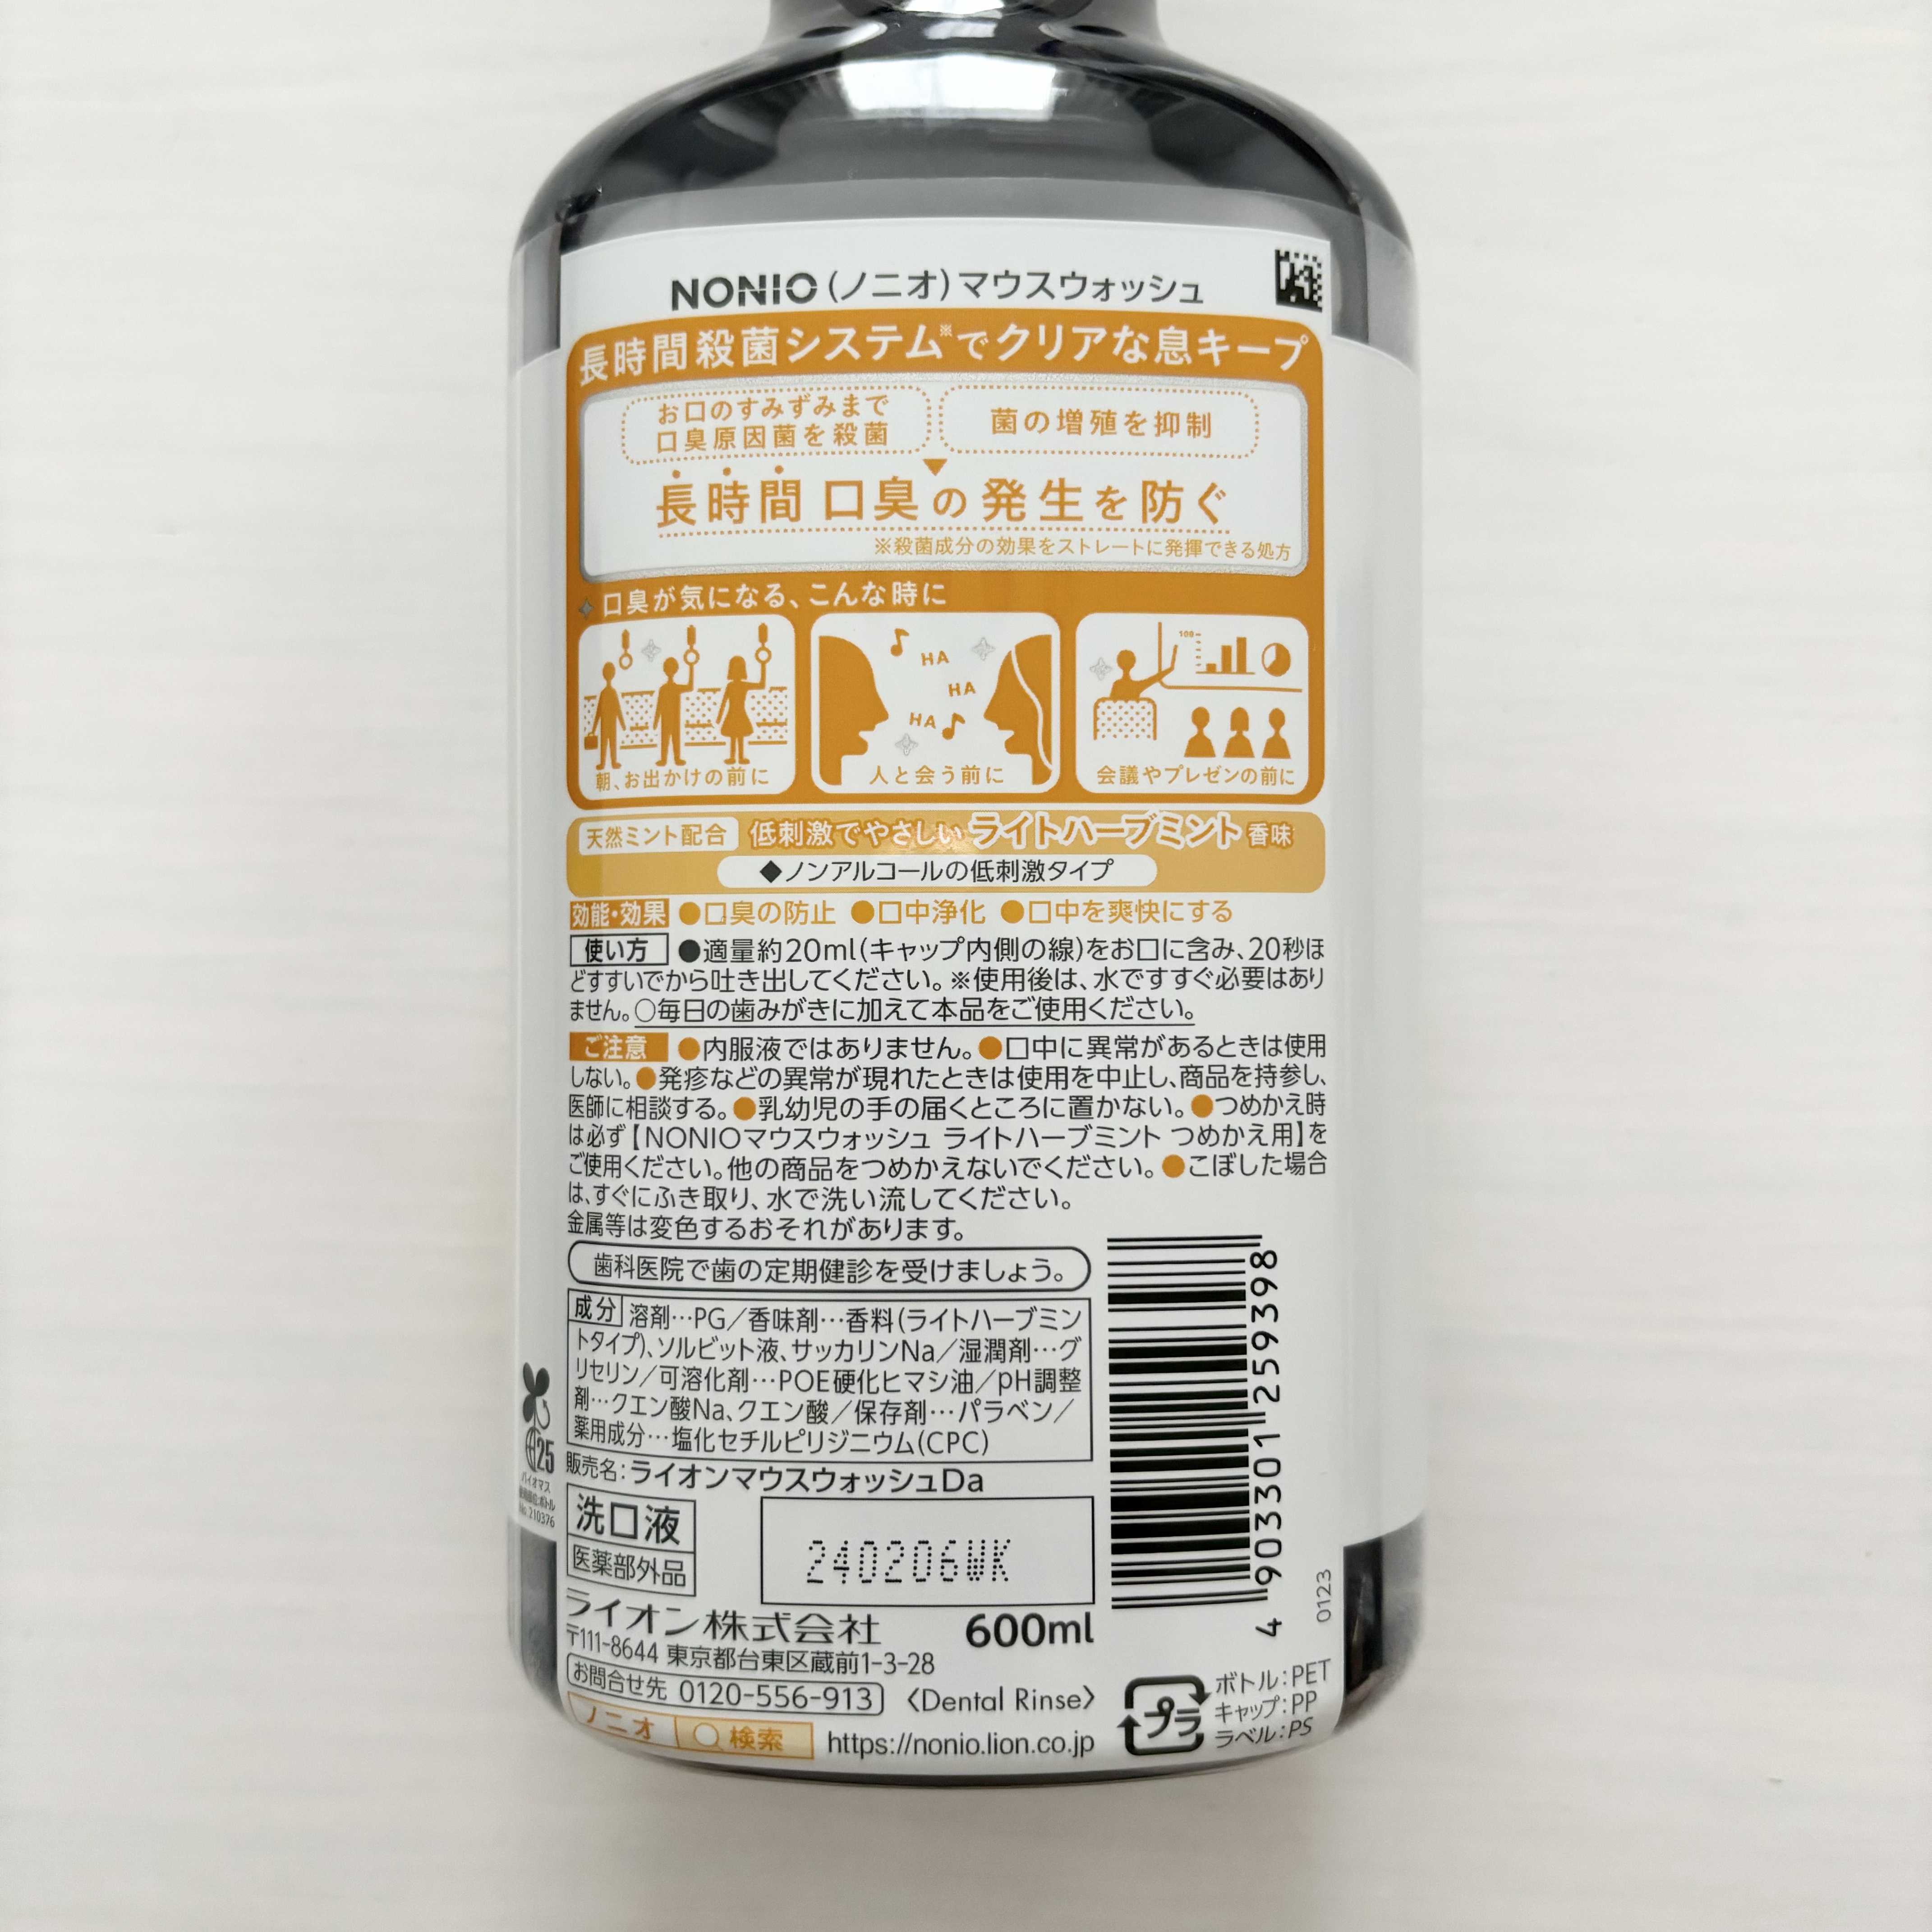 NONIO(ノニオ)マウスウォッシュ
長時間殺菌システム※でクリアな息キープ
お口のすみずみまで
口臭原因菌を殺菌
菌の増殖を抑制
長時間 口臭の発生を防ぐ
※殺菌成分の効果をストレートに発揮できる処方
口臭が気になる、こんな時に
HA
HA
HA
100
朝、お出かけの前に
人と会う前に
会議やプレゼンの前に
天然ミント配合 低刺激でやさしい ライトハーブミント 香味
◆ノンアルコールの低刺激タイプ
効能・効果 ●口臭の防止 ●口中浄化 ●口中を爽快にする
使い方 ●適量約20ml(キャップ内側の線)をお口に含み、20秒ほ
どすすいでから吐き出してください。※使用後は、水ですすぐ必要はあり
ません。○毎日の歯みがきに加えて本品をご使用ください。
ご注意 ●内服液ではありません。●口中に異常があるときは使用
しない。●発疹などの異常が現れたときは使用を中止し、商品を持参し、
医師に相談する。●乳幼児の手の届くところに置かない。●つめかえ時
は必ず【NONIOマウスウォッシュ ライトハーブミント つめかえ用】を
ご使用ください。他の商品をつめかえないでください。●こぼした場合
は、すぐにふき取り、水で洗い流してください。
金属等は変色するおそれがあります。
歯科医院で歯の定期健診を受けましょう。
成分 溶剤…PG/香味剤…香料(ライトハーブミン
トタイプ)、ソルビット液、サッカリンNa/湿潤剤…グ
リセリン/可溶化剤…POE硬化ヒマシ油/pH調整
剤…クエン酸Na、クエン酸/保存剤…パラベン/
薬用成分…塩化セチルピリジニウム(CPC)
販売名:ライオンマウスウォッシュDa
洗口液
医薬部外品
240206WK
ライオン株式会社 600ml
〒111-8644 東京都台東区蔵前1-3-28
お問合せ先 0120-556-913 〈Dental Rinse〉
ノニオ 検索 https://nonio.lion.co.jp
4 903301 259398
0123
プラ
ボトル:PET
キャップ:PP
ラベル:PS
25
バイオマス
No. 210376